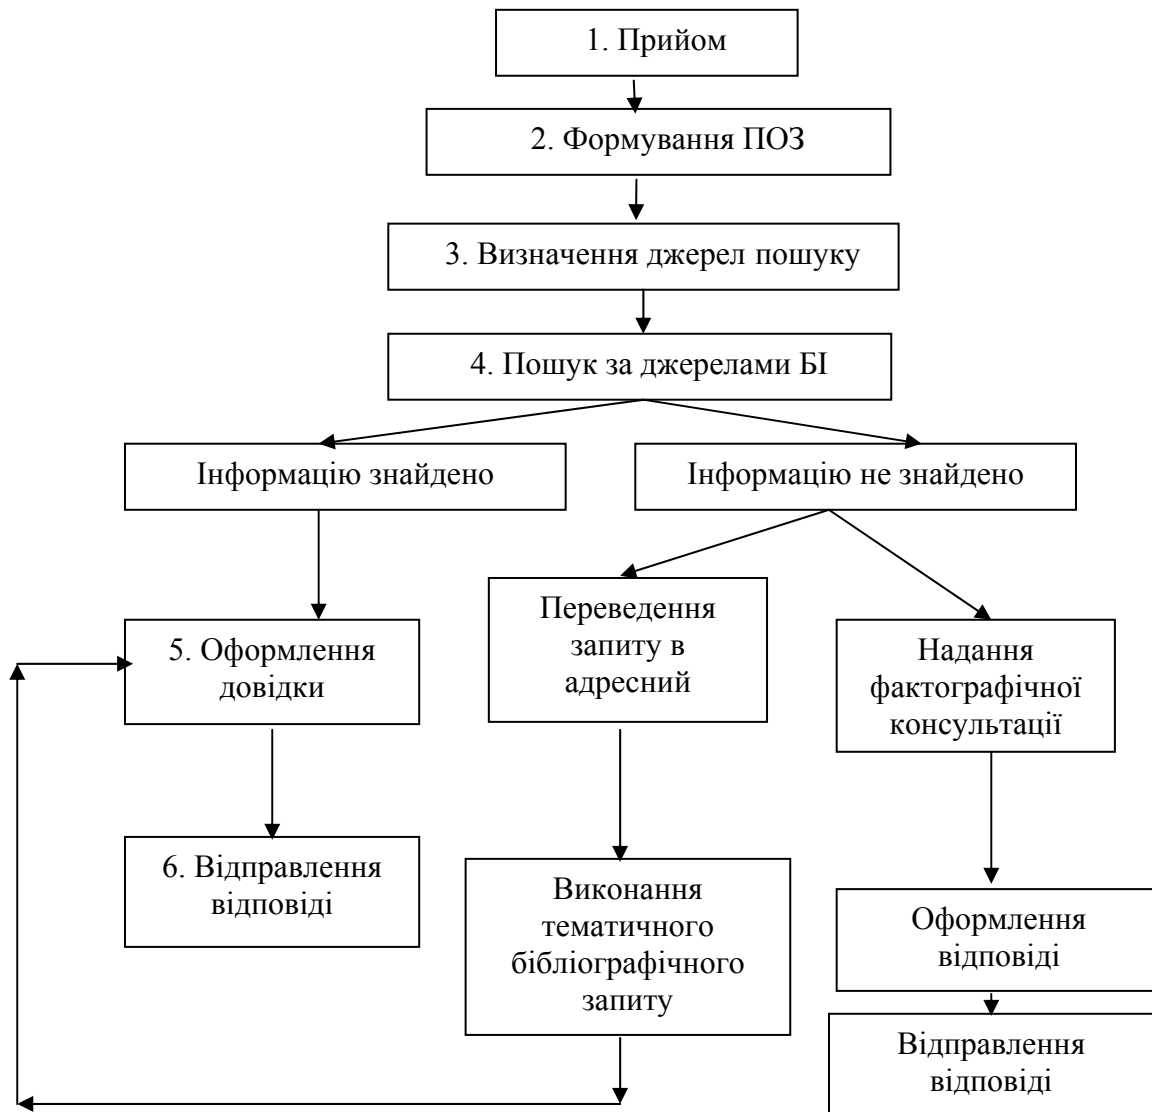 1. Прийом
2. Формування ПОЗ
3. Визначення джерел пошуку
4. Пошук за джерелами БІ
Інформацію знайдено
Інформацію не знайдено
5. Оформлення
довідки
6. Відправлення
відповіді
Переведення
запиту в
адресний
Виконання
тематичного
бібліографічного
запиту
Надання
фактографічної
консультації
Оформлення
відповіді
Відправлення
відповіді